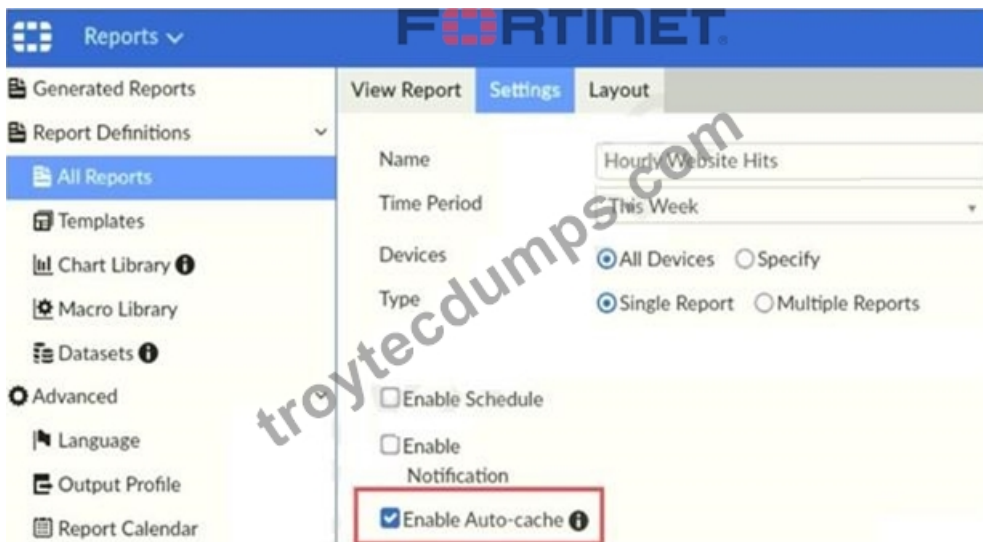 Reports
FORTINET
Generated Reports
Report Definitions
All Reports
Templates
Chart Library
Macro Library
Datasets
Advanced
Language
Output Profile
Report Calendar
View Report Settings Layout
Name Hourly Website Hits
Time Period This Week
Devices All Devices Specify
Type Single Report Multiple Reports
Enable Schedule
Enable
Notification
Enable Auto-cache
troytecdumps.com